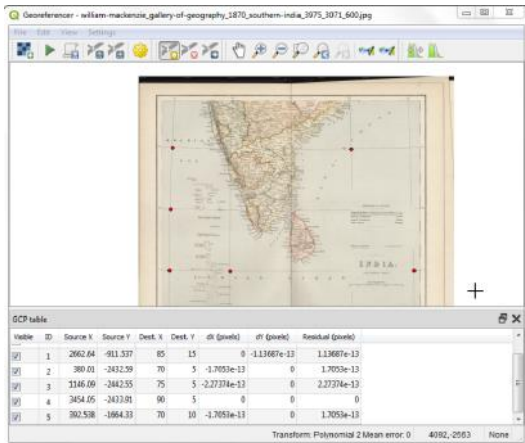 Georeferencer - william-mackenzie_gallery-of-geography_1870_southern-india_3975_3071_600.jpg
File Edit View Settings
INDIA.
GCP table
Visible ID Source X Source Y Dest. X Dest. Y dX (pixels) dY (pixels) Residual (pixels)
1 2662.64 -911.537 85 15 0 -1.13687e-13 1.13687e-13
2 380.01 -2432.59 70 5 -1.7053e-13 0 1.7053e-13
3 1146.09 -2442.55 75 5 -2.27374e-13 0 2.27374e-13
4 3454.05 -2433.91 90 5 0 0 0
5 392.538 -1664.33 70 10 -1.7053e-13 0 1.7053e-13
Transform: Polynomial 2 Mean error: 0 4092,-2563 None